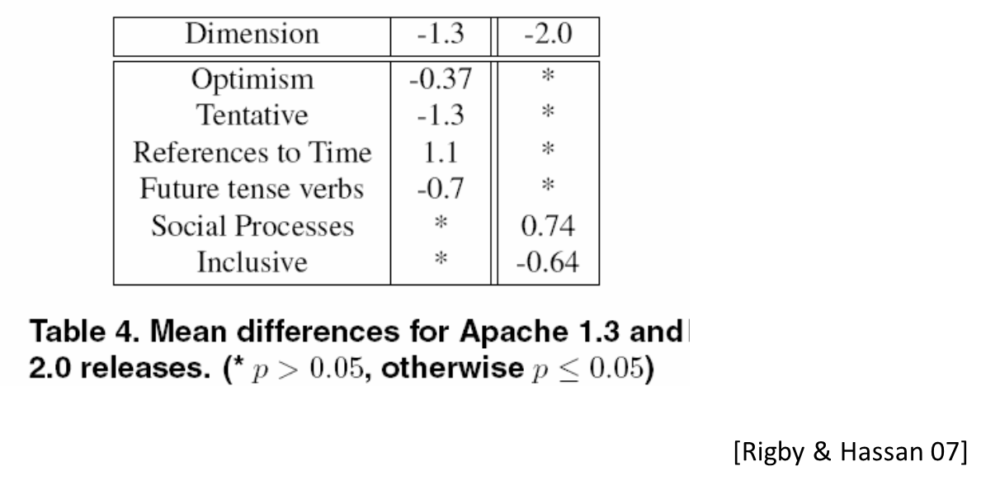 Dimension -1.3 -2.0
Optimism -0.37 *
Tentative -1.3 *
References to Time 1.1 *
Future tense verbs -0.7 *
Social Processes * 0.74
Inclusive * -0.64
Table 4. Mean differences for Apache 1.3 and
2.0 releases. (* p > 0.05, otherwise p ≤ 0.05)
[Rigby & Hassan 07]